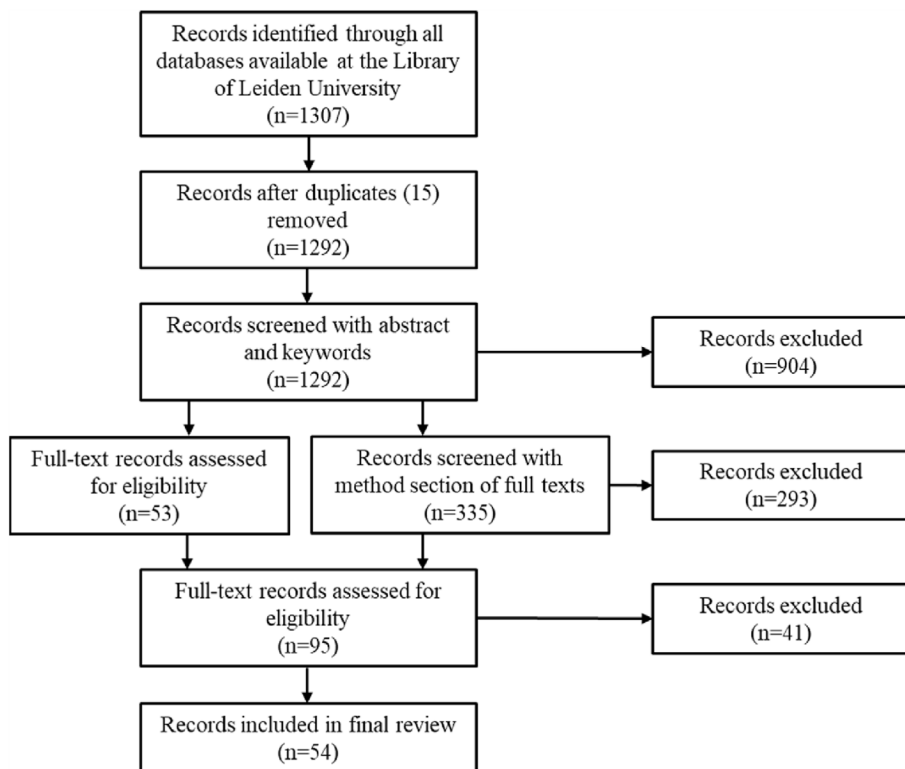 Records identified through all
databases available at the Library
of Leiden University
(n=1307)
Records after duplicates (15)
removed
(n=1292)
Records screened with abstract
and keywords
(n=1292)
Records excluded
(n=904)
Full-text records assessed
for eligibility
(n=53)
Records screened with
method section of full texts
(n=335)
Records excluded
(n=293)
Full-text records assessed for
eligibility
(n=95)
Records excluded
(n=41)
Records included in final review
(n=54)